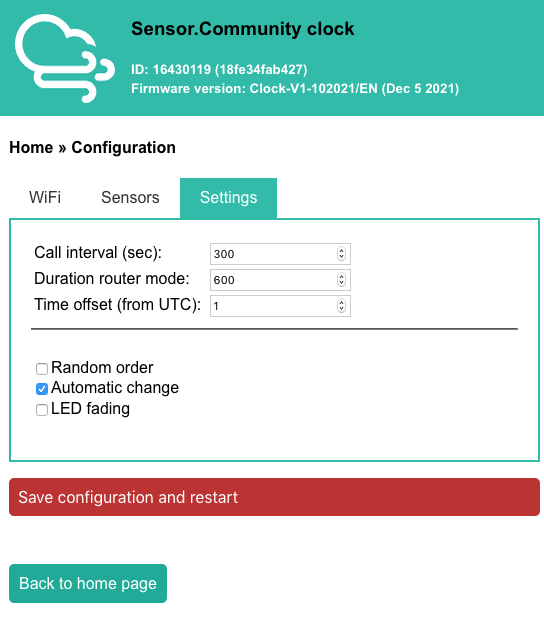 Sensor.Community clock
ID: 16430119 (18fe34fab427)
Firmware version: Clock-V1-102021/EN (Dec 5 2021)
Home » Configuration
WiFi Sensors Settings
Call interval (sec): 300
Duration router mode: 600
Time offset (from UTC): 1
Random order
Automatic change
LED fading
Save configuration and restart
Back to home page